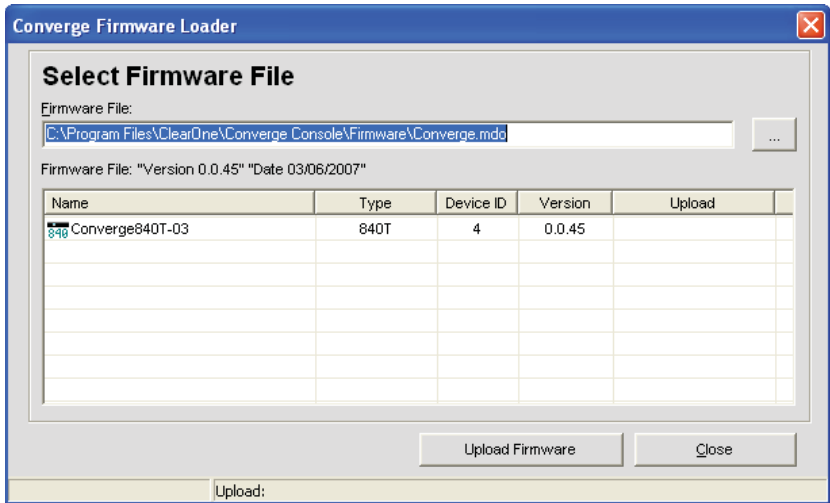 Converge Firmware Loader
Select Firmware File
Firmware File:
C:\Program Files\ClearOne\Converge Console\Firmware\Converge.mdo
...
Firmware File: "Version 0.0.45" "Date 03/06/2007"
Name Type Device ID Version Upload
840 Converge840T-03 840T 4 0.0.45
Upload Firmware Close
Upload: